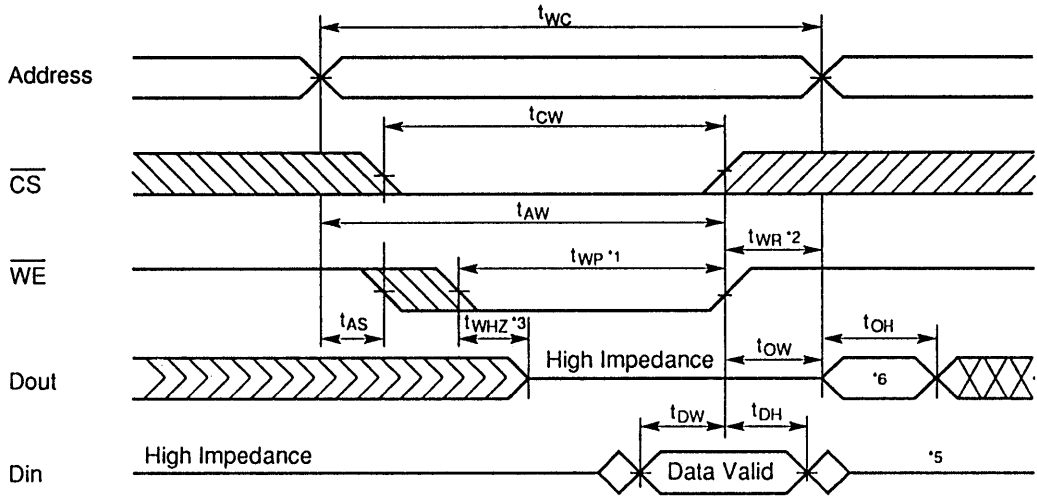 tWC
Address
tCW
CS
tAW
tWR *2
WE
tWP *1
tAS
tWHZ *3
tOH
High Impedance
tOW
Dout
*6
tDW
tDH
High Impedance
*5
Din
Data Valid